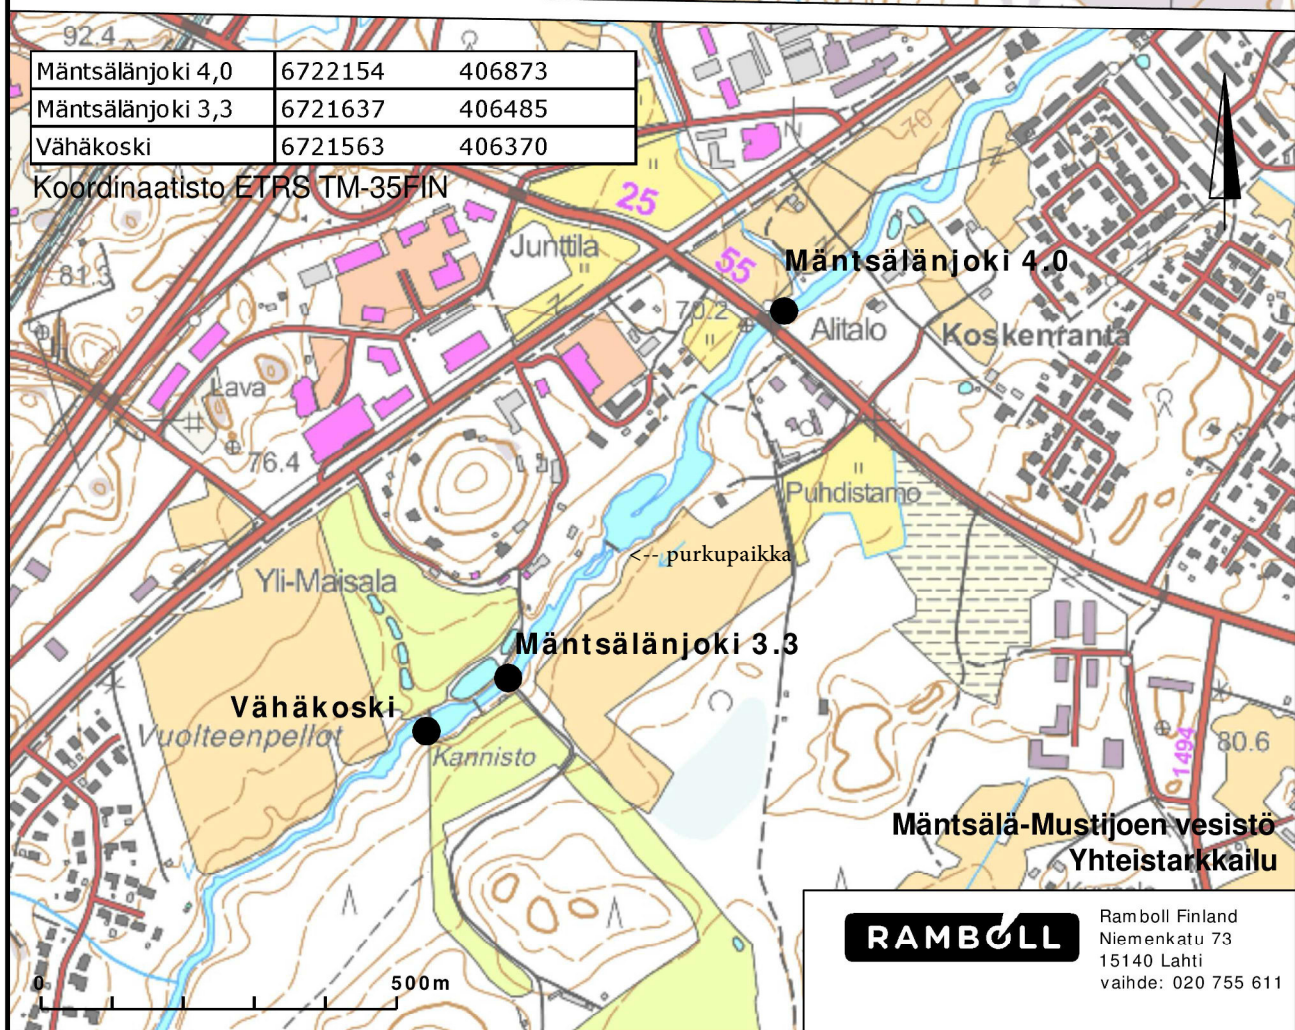 92.4
Mäntsälänjoki 4,0 6722154 406873
Mäntsälänjoki 3,3 6721637 406485
Vähäkoski 6721563 406370
Koordinaatisto ETRS TM-35FIN
70
25
Junttila
55
Mäntsälänjoki 4.0
81.3
70.2
Alitalo
Koskenranta
Lava
76.4
Puhdistamo
<-- purkupaikka
Yli-Maisala
Mäntsälänjoki 3.3
Vähäkoski
Vuolteenpellot
Kannisto
1494
80.6
Mäntsälä-Mustijoen vesistö
Yhteistarkkailu
RAMBOLL
Ramboll Finland
Niemenkatu 73
15140 Lahti
vaihde: 020 755 611
0 500m